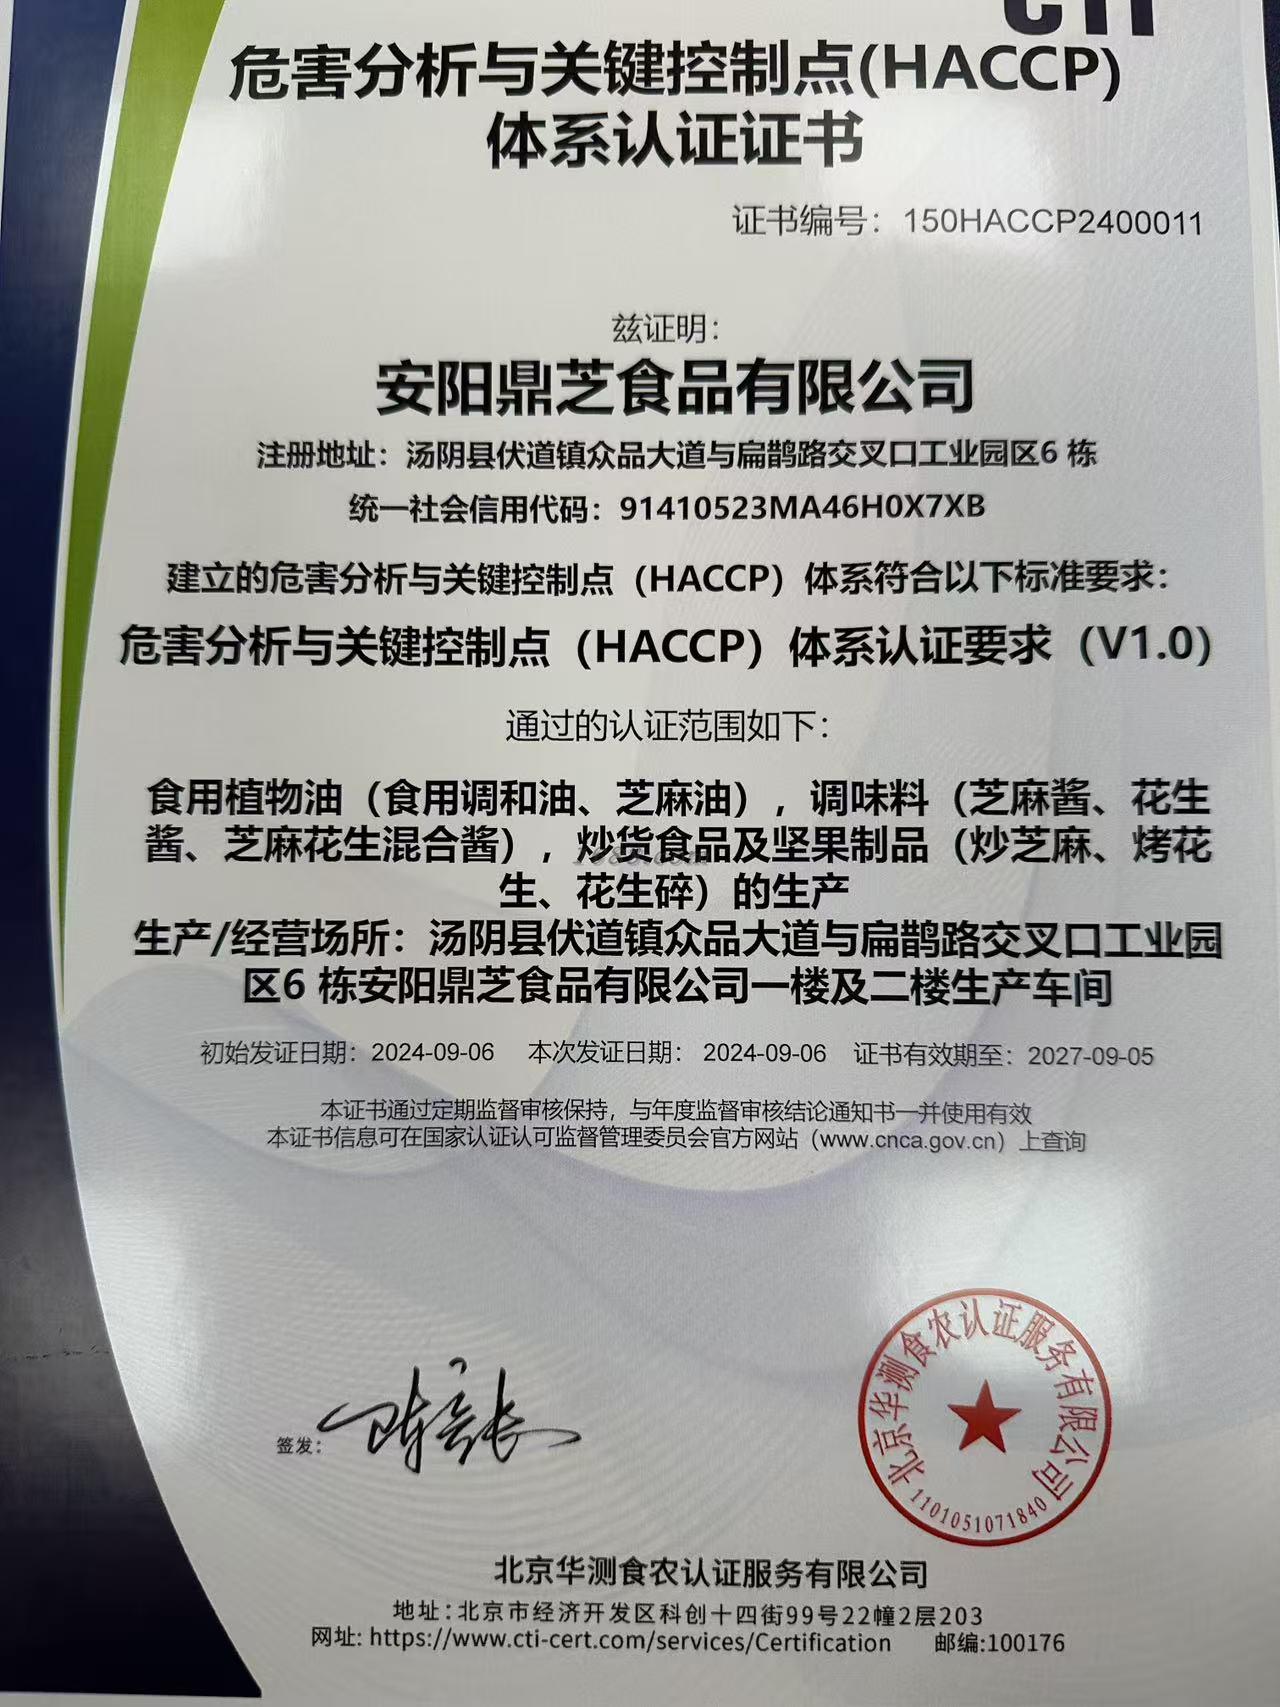 cti
危害分析与关键控制点(HACCP)
体系认证证书
证书编号：150HACCP2400011
兹证明：
安阳鼎芝食品有限公司
注册地址：汤阴县伏道镇众品大道与扁鹊路交叉口工业园区6 栋
统一社会信用代码：91410523MA46H0X7XB
建立的危害分析与关键控制点（HACCP）体系符合以下标准要求：
危害分析与关键控制点（HACCP）体系认证要求（V1.0）
通过的认证范围如下：
食用植物油（食用调和油、芝麻油），调味料（芝麻酱、花生
酱、芝麻花生混合酱），炒货食品及坚果制品（炒芝麻、烤花
生、花生碎）的生产
生产/经营场所：汤阴县伏道镇众品大道与扁鹊路交叉口工业园
区6 栋安阳鼎芝食品有限公司一楼及二楼生产车间
初始发证日期：2024-09-06 本次发证日期： 2024-09-06 证书有效期至：2027-09-05
本证书通过定期监督审核保持，与年度监督审核结论通知书一并使用有效
本证书信息可在国家认证认可监督管理委员会官方网站（www.cnca.gov.cn）上查询
签发：
北京华测食农认证服务有限公司
1101051071840
北京华测食农认证服务有限公司
地址：北京市经济开发区科创十四街99号22幢2层203
网址: https://www.cti-cert.com/services/Certification 邮编:100176